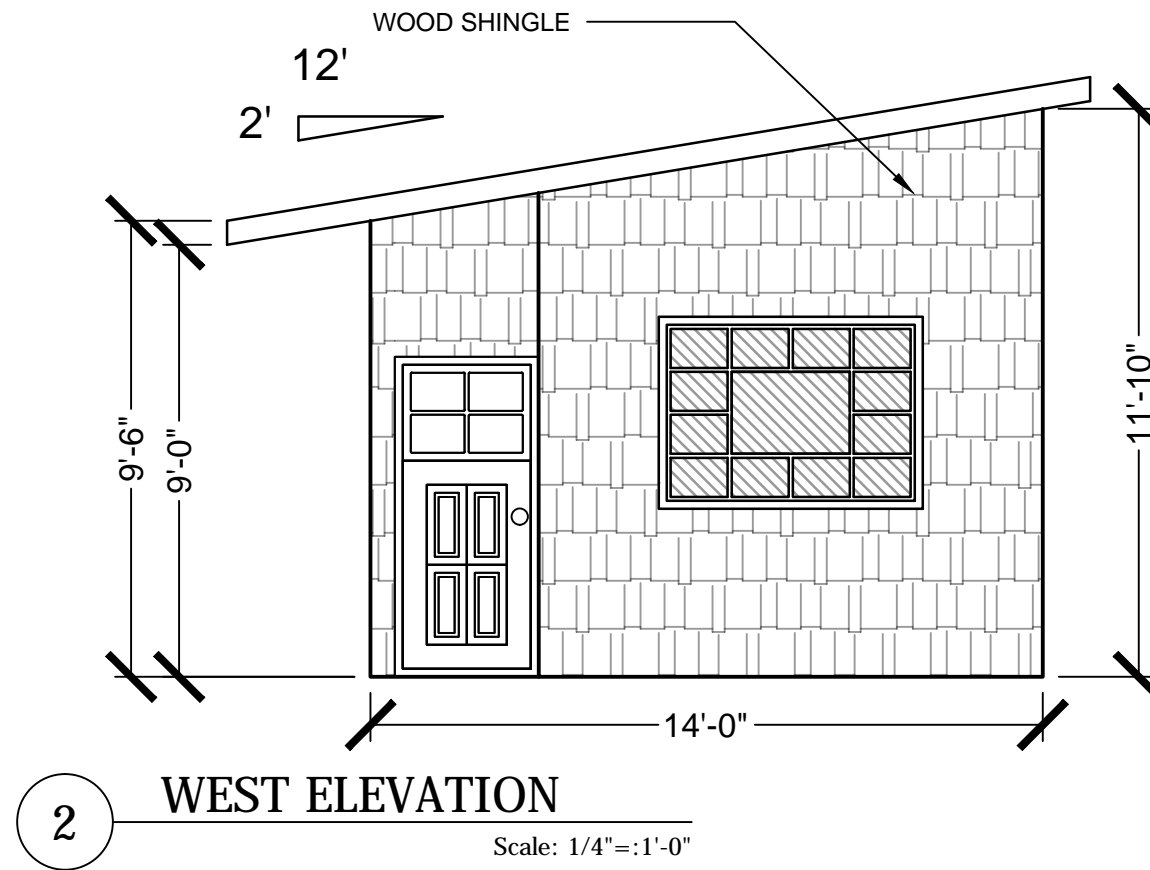 WOOD SHINGLE
12'
2'
9'-6"
9'-0"
11'-10"
14'-0"
2
WEST ELEVATION
Scale: 1/4"=:1'-0"